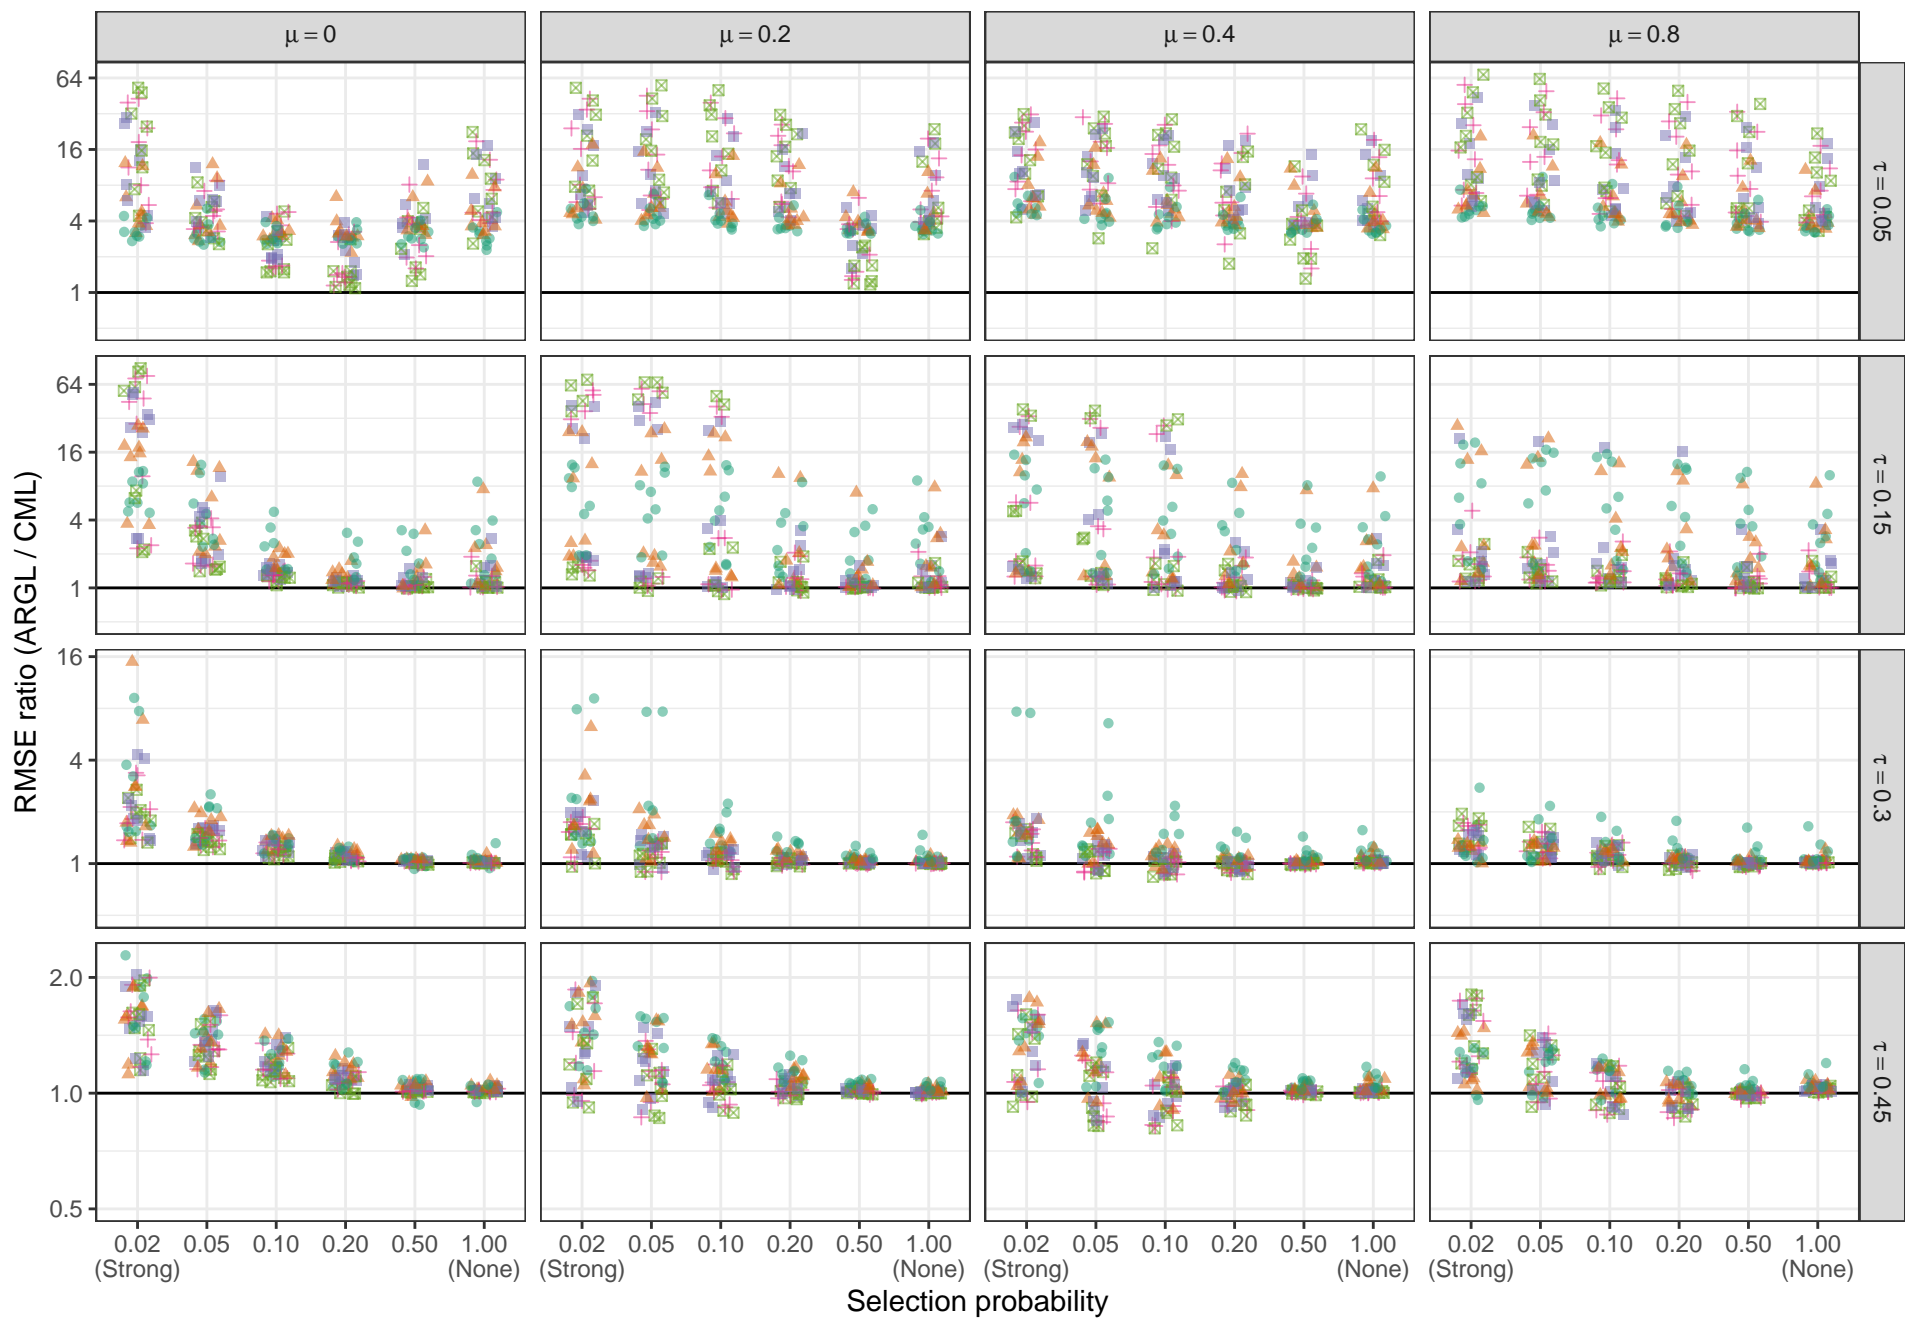 μ = 0
μ = 0.2
μ = 0.4
μ = 0.8
64
16
4
1
τ = 0.05
64
16
4
1
τ = 0.15
16
4
1
τ = 0.3
2.0
1.0
0.5
τ = 0.45
RMSE ratio (ARGL / CML)
0.02 0.05 0.10 0.20 0.50 1.00 0.02 0.05 0.10 0.20 0.50 1.00 0.02 0.05 0.10 0.20 0.50 1.00 0.02 0.05 0.10 0.20 0.50 1.00
(Strong) (None) (Strong) (None) (Strong) (None) (Strong) (None)
Selection probability